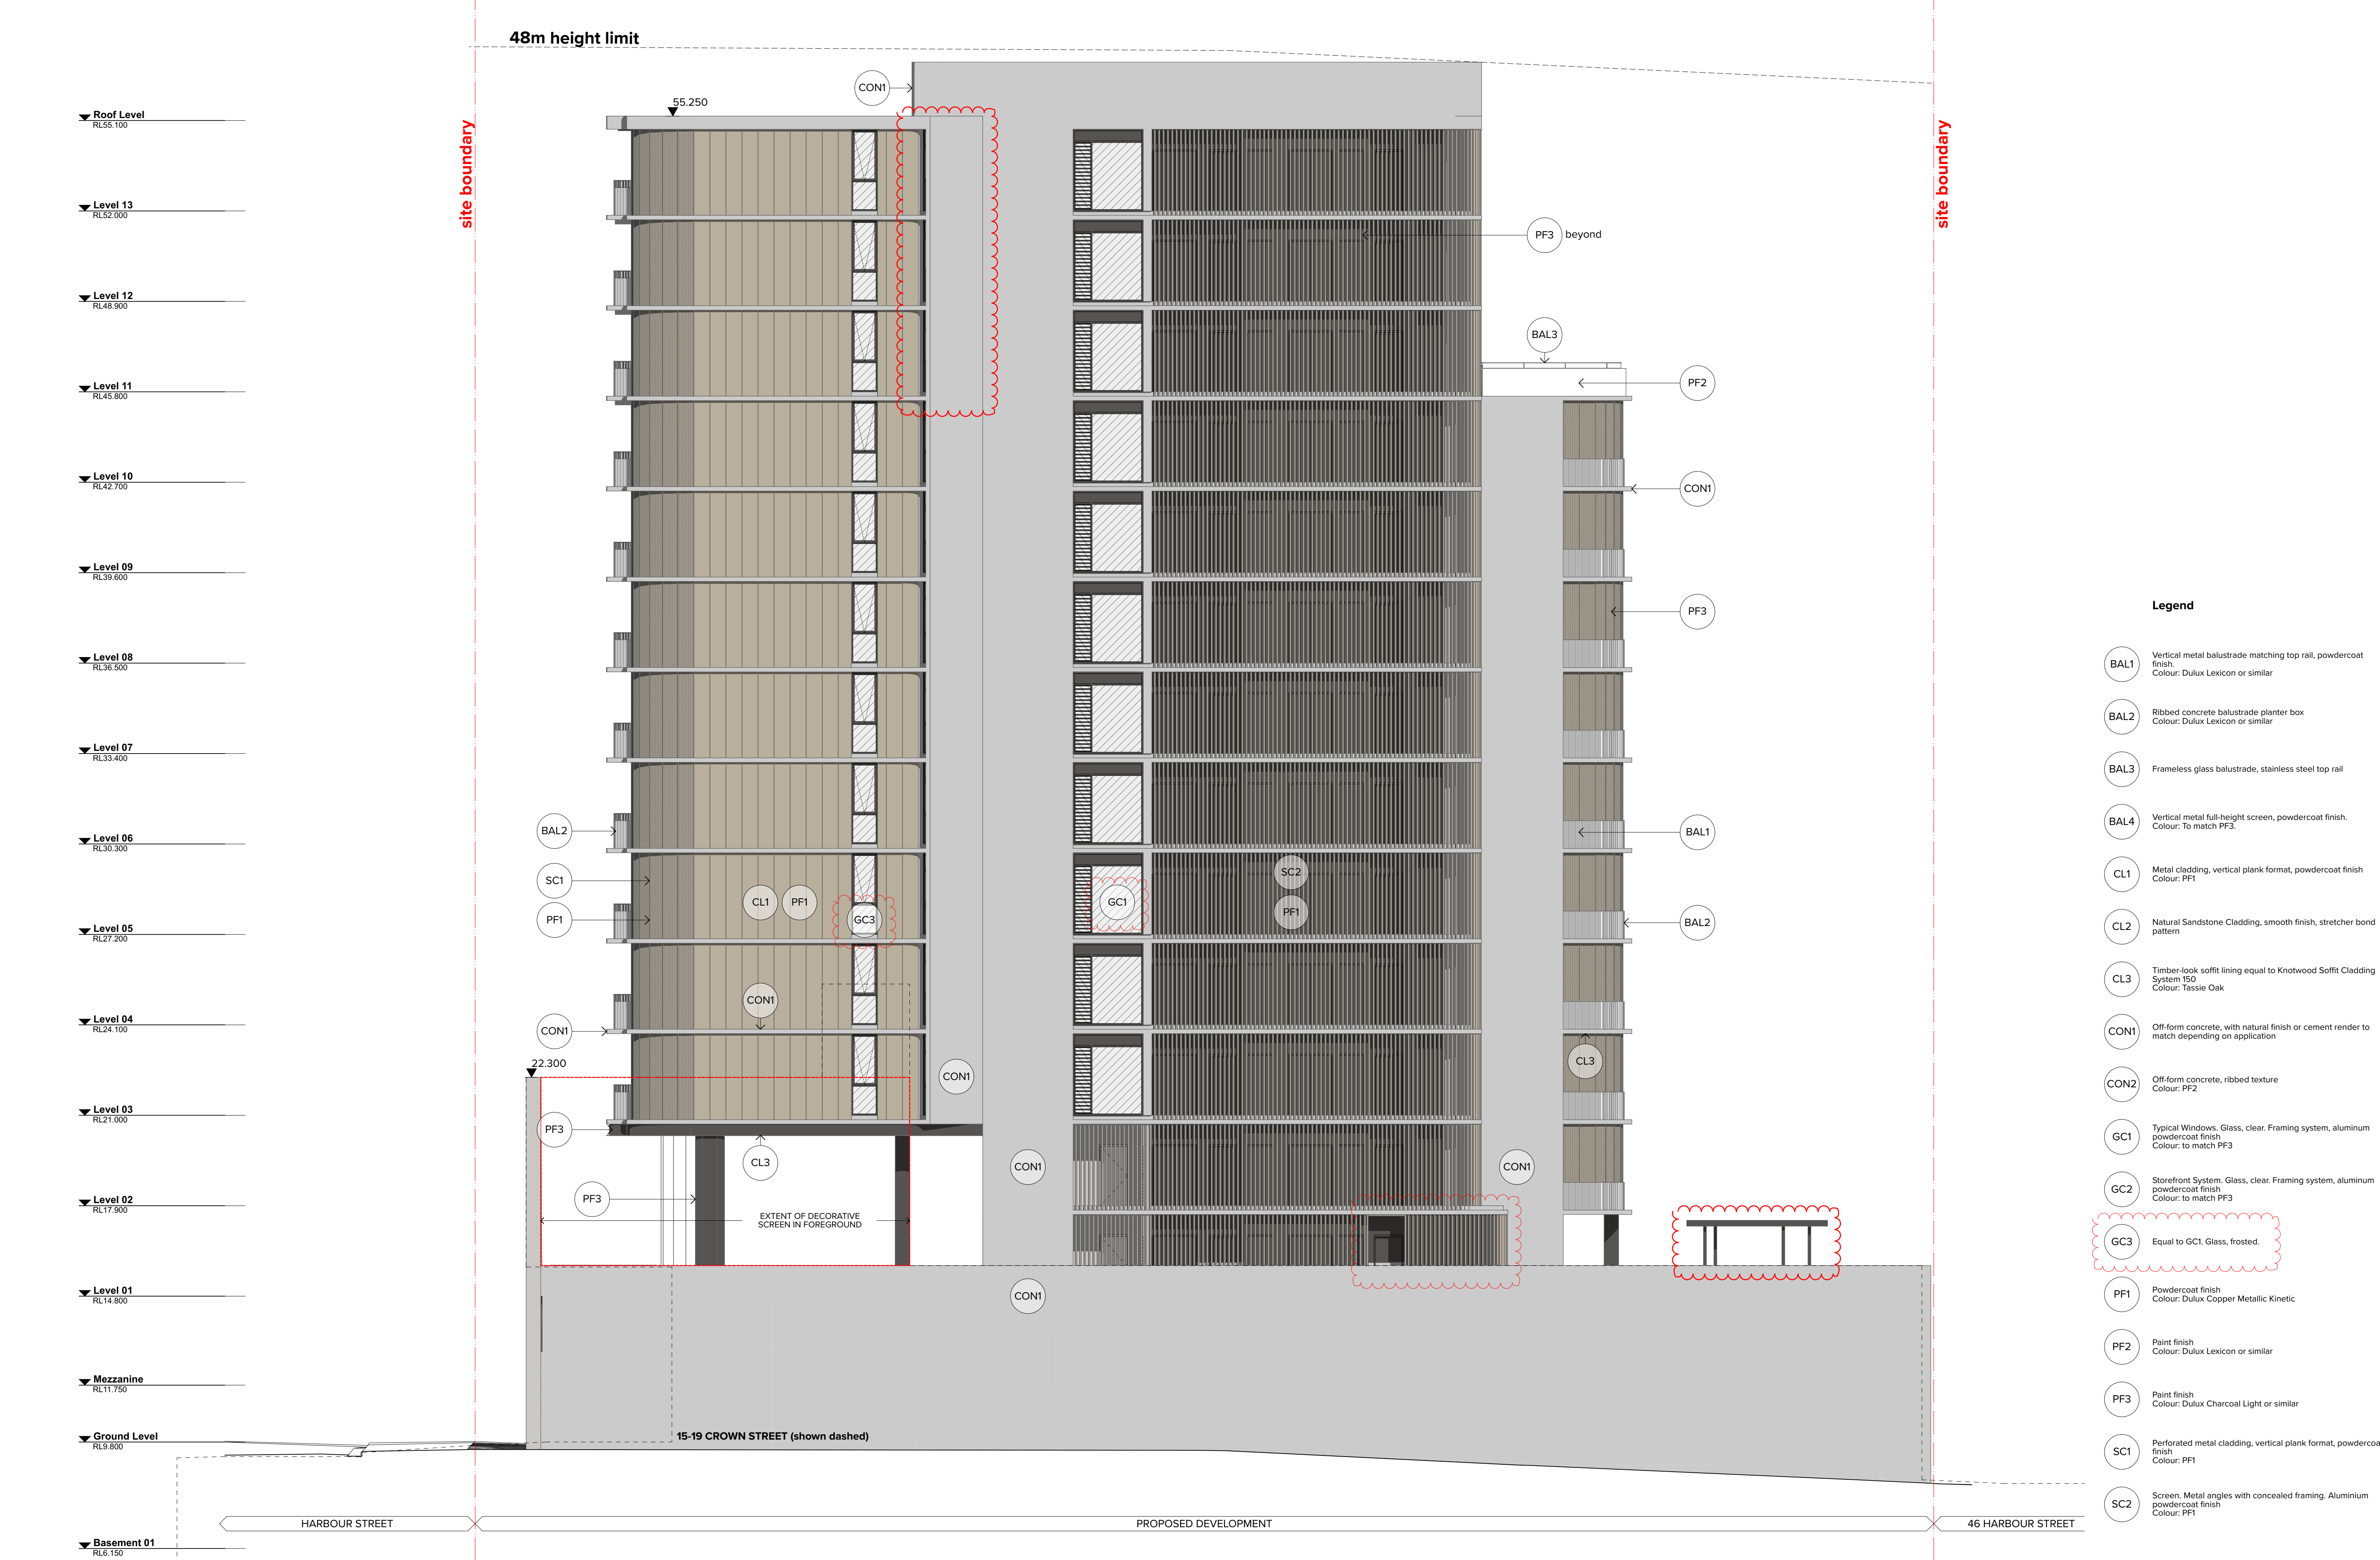 48m height limit
CON1
55.250
Roof Level
RL55.100
site boundary
site boundary
Level 13
RL52.000
PF3
beyond
Level 12
RL48.900
BAL3
Level 11
RL45.800
PF2
Level 10
RL42.700
CON1
Level 09
RL39.600
PF3
Level 08
RL36.500
Level 07
RL33.400
Level 06
RL30.300
BAL2
BAL1
SC1
SC2
CL1
PF1
GC1
PF1
PF1
GC3
BAL2
Level 05
RL27.200
CON1
Level 04
RL24.100
CON1
22.300
CL3
CON1
Level 03
RL21.000
PF3
CL3
CON1
CON1
Level 02
RL17.900
PF3
EXTENT OF DECORATIVE
SCREEN IN FOREGROUND
Level 01
RL14.800
CON1
Mezzanine
RL11.750
Ground Level
RL9.800
15-19 CROWN STREET (shown dashed)
HARBOUR STREET
PROPOSED DEVELOPMENT
46 HARBOUR STREET
Basement 01
RL6.150
Legend
BAL1
Vertical metal balustrade matching top rail, powdercoat
finish.
Colour: Dulux Lexicon or similar
BAL2
Ribbed concrete balustrade planter box
Colour: Dulux Lexicon or similar
BAL3
Frameless glass balustrade, stainless steel top rail
BAL4
Vertical metal full-height screen, powdercoat finish.
Colour: To match PF3.
CL1
Metal cladding, vertical plank format, powdercoat finish
Colour: PF1
CL2
Natural Sandstone Cladding, smooth finish, stretcher bond
pattern
CL3
Timber-look soffit lining equal to Knotwood Soffit Cladding
System 150
Colour: Tassie Oak
CON1
Off-form concrete, with natural finish or cement render to
match depending on application
CON2
Off-form concrete, ribbed texture
Colour: PF2
GC1
Typical Windows. Glass, clear. Framing system, aluminum
powdercoat finish
Colour: to match PF3
GC2
Storefront System. Glass, clear. Framing system, aluminum
powdercoat finish
Colour: to match PF3
GC3
Equal to GC1. Glass, frosted.
PF1
Powdercoat finish
Colour: Dulux Copper Metallic Kinetic
PF2
Paint finish
Colour: Dulux Lexicon or similar
PF3
Paint finish
Colour: Dulux Charcoal Light or similar
SC1
Perforated metal cladding, vertical plank format, powdercoa
finish
Colour: PF1
SC2
Screen. Metal angles with concealed framing. Aluminium
powdercoat finish
Colour: PF1